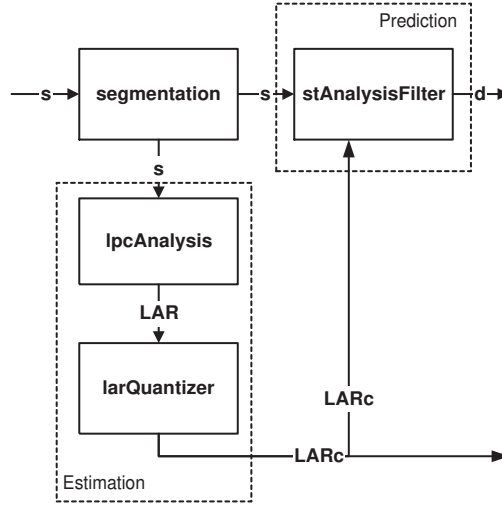 Prediction
s
segmentation
s
stAnalysisFilter
d
s
lpcAnalysis
LAR
larQuantizer
LARc
LARc
Estimation